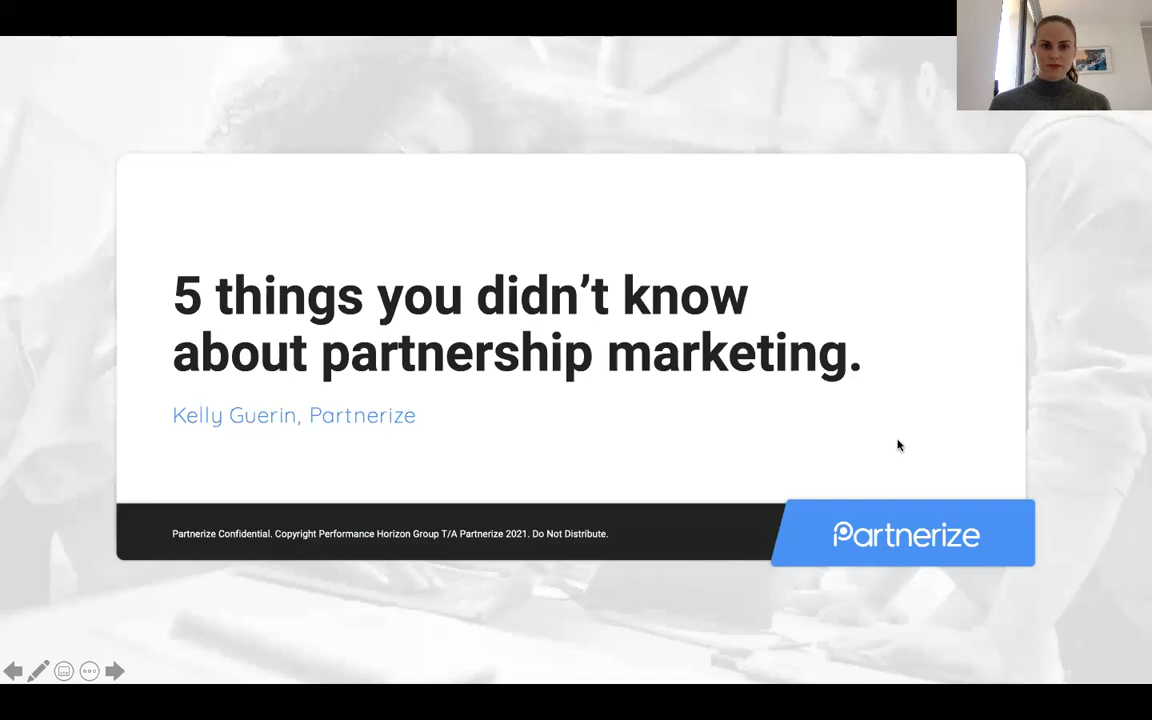 5 things you didn’t know
about partnership marketing.
Kelly Guerin, Partnerize
Partnerize Confidential. Copyright Performance Horizon Group T/A Partnerize 2021. Do Not Distribute.
Partnerize